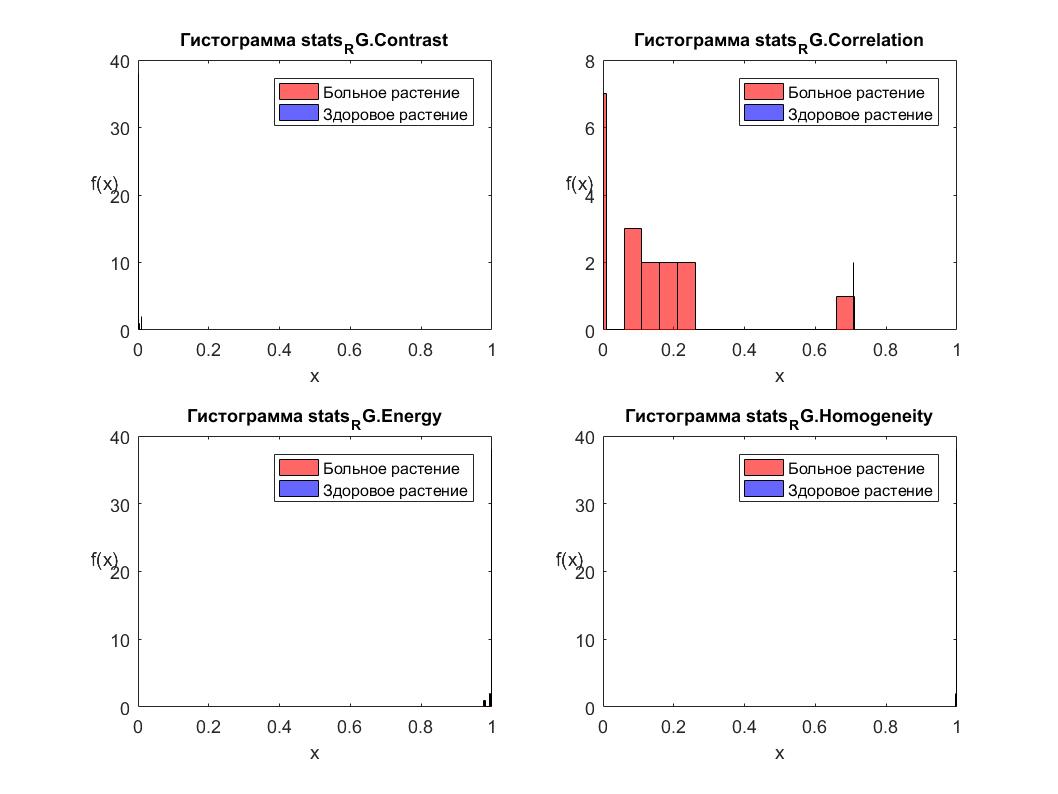 Гистограмма stats_RG.Contrast
40
30
20
10
0
f(x)
0 0.2 0.4 0.6 0.8 1
x
Больное растение
Здоровое растение
Гистограмма stats_RG.Correlation
8
6
4
2
0
f(x)
0 0.2 0.4 0.6 0.8 1
x
Больное растение
Здоровое растение
Гистограмма stats_RG.Energy
40
30
20
10
0
f(x)
0 0.2 0.4 0.6 0.8 1
x
Больное растение
Здоровое растение
Гистограмма stats_RG.Homogeneity
40
30
20
10
0
f(x)
0 0.2 0.4 0.6 0.8 1
x
Больное растение
Здоровое растение